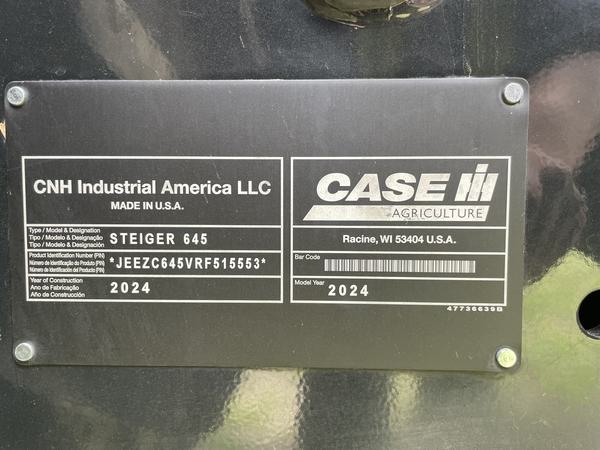 CNH Industrial America LLC
MADE IN U.S.A.
Type / Model & Designation
Tipo / Modelo & Designação
Tipo / Modelo & Designación
STEIGER 645
Product Identification Number (PIN)
Número de Identificação do Produto (PIN)
Número de Identificación del Producto (PIN)
*JEEZC645VRF515553*
Year of Construction
Ano de Fabricação
Año de Construcción
2024
CASE IH
AGRICULTURE
Racine, WI 53404 U.S.A.
Bar Code
Model Year
2024
47736639B